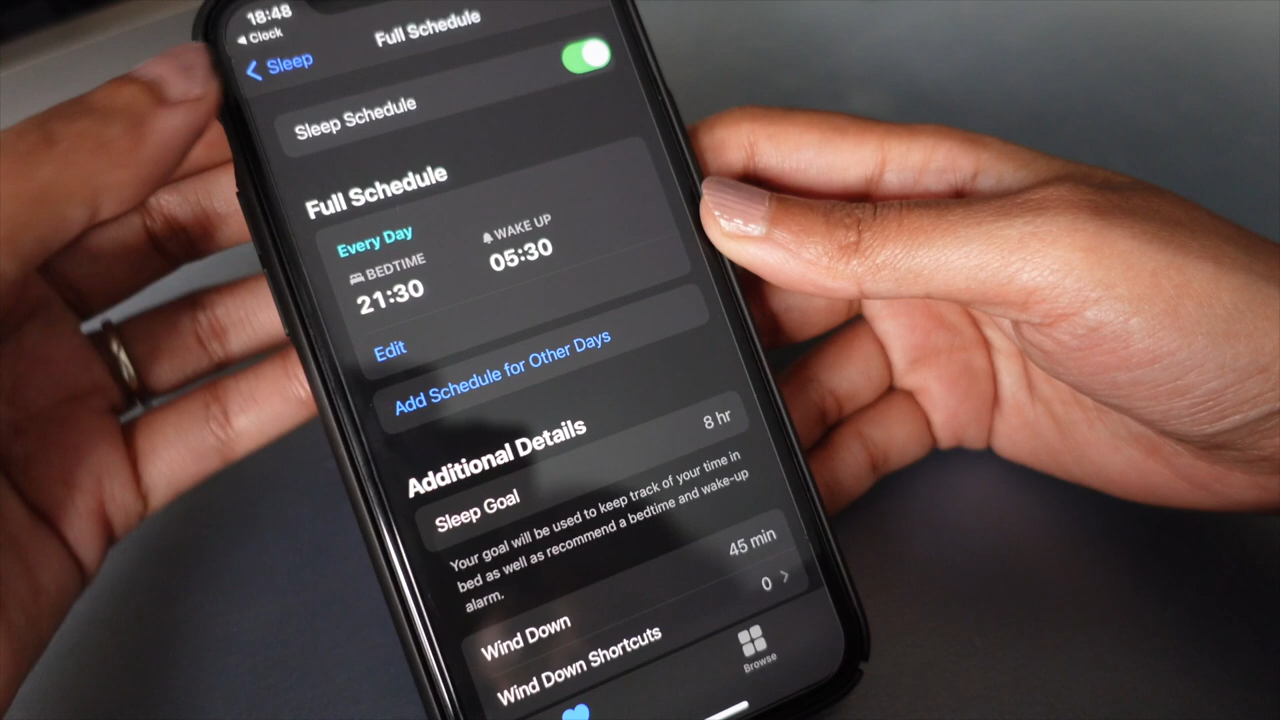 18:48
◀ Clock
Sleep
Full Schedule
Sleep Schedule
Full Schedule
Every Day
BEDTIME
WAKE UP
21:30
05:30
Edit
Add Schedule for Other Days
Additional Details
Sleep Goal
8 hr
Your goal will be used to keep track of your time in
bed as well as recommend a bedtime and wake-up
alarm.
Wind Down
45 min
Wind Down Shortcuts
0
Browse